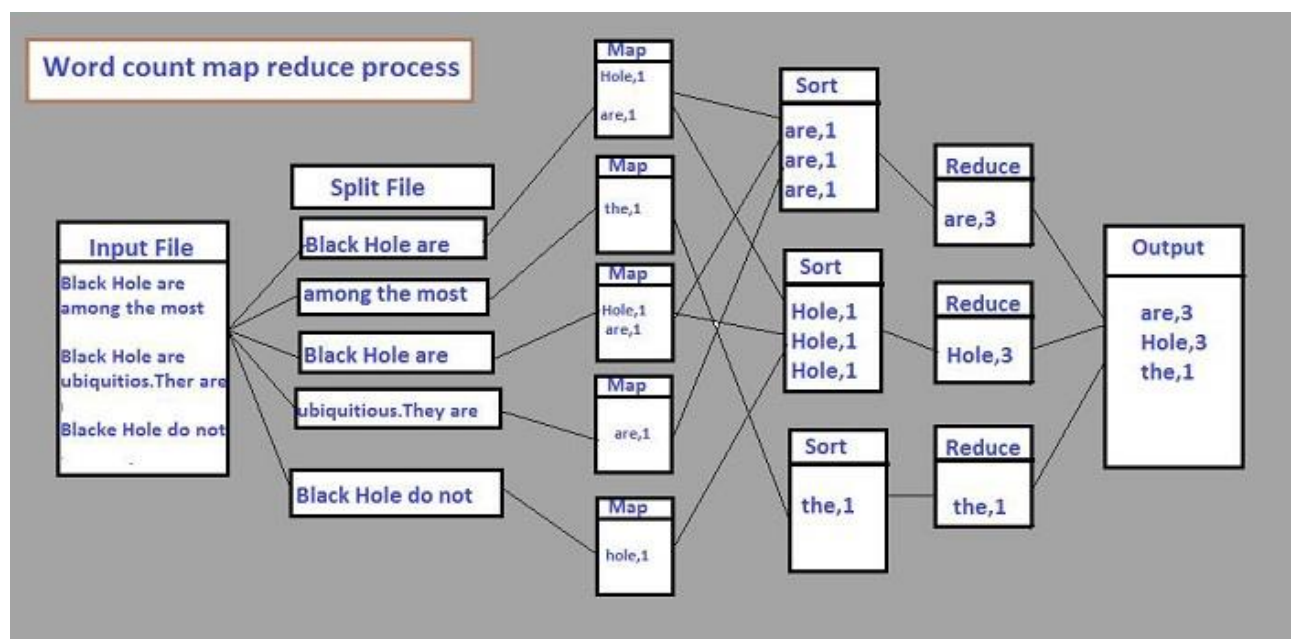 Word count map reduce process
Input File
Black Hole are
among the most
Black Hole are
ubiquitios.Ther are
Blacke Hole do not
Split File
Black Hole are
among the most
Black Hole are
ubiquitious.They are
Black Hole do not
Map
Hole,1
are,1
Map
the,1
Map
Hole,1
are,1
Map
are,1
Map
hole,1
Sort
are,1
are,1
are,1
Sort
Hole,1
Hole,1
Hole,1
Sort
the,1
Reduce
are,3
Reduce
Hole,3
Reduce
the,1
Output
are,3
Hole,3
the,1